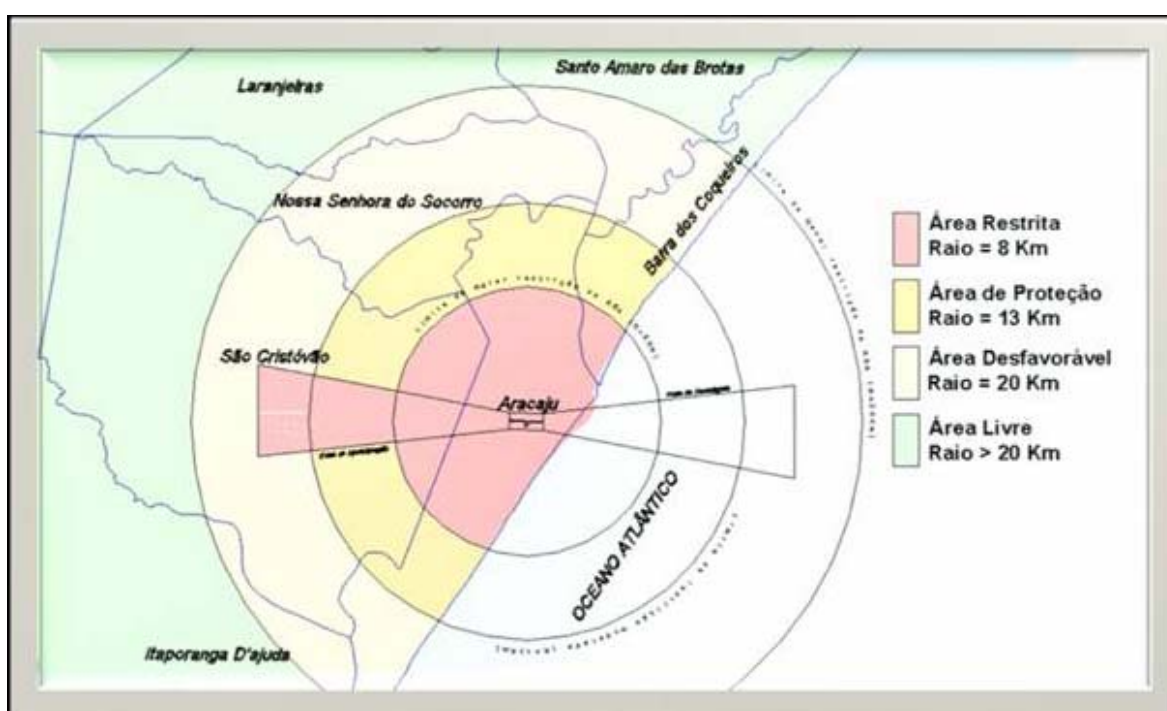 Santo Amaro das Brotas
Laranjeiras
Nossa Senhora do Socorro
Barra dos Coqueiros
São Cristóvão
Aracaju
OCEANO ATLÂNTICO
Itaporanga D'ajuda
Área Restrita
Raio = 8 Km
Área de Proteção
Raio = 13 Km
Área Desfavorável
Raio = 20 Km
Área Livre
Raio > 20 Km